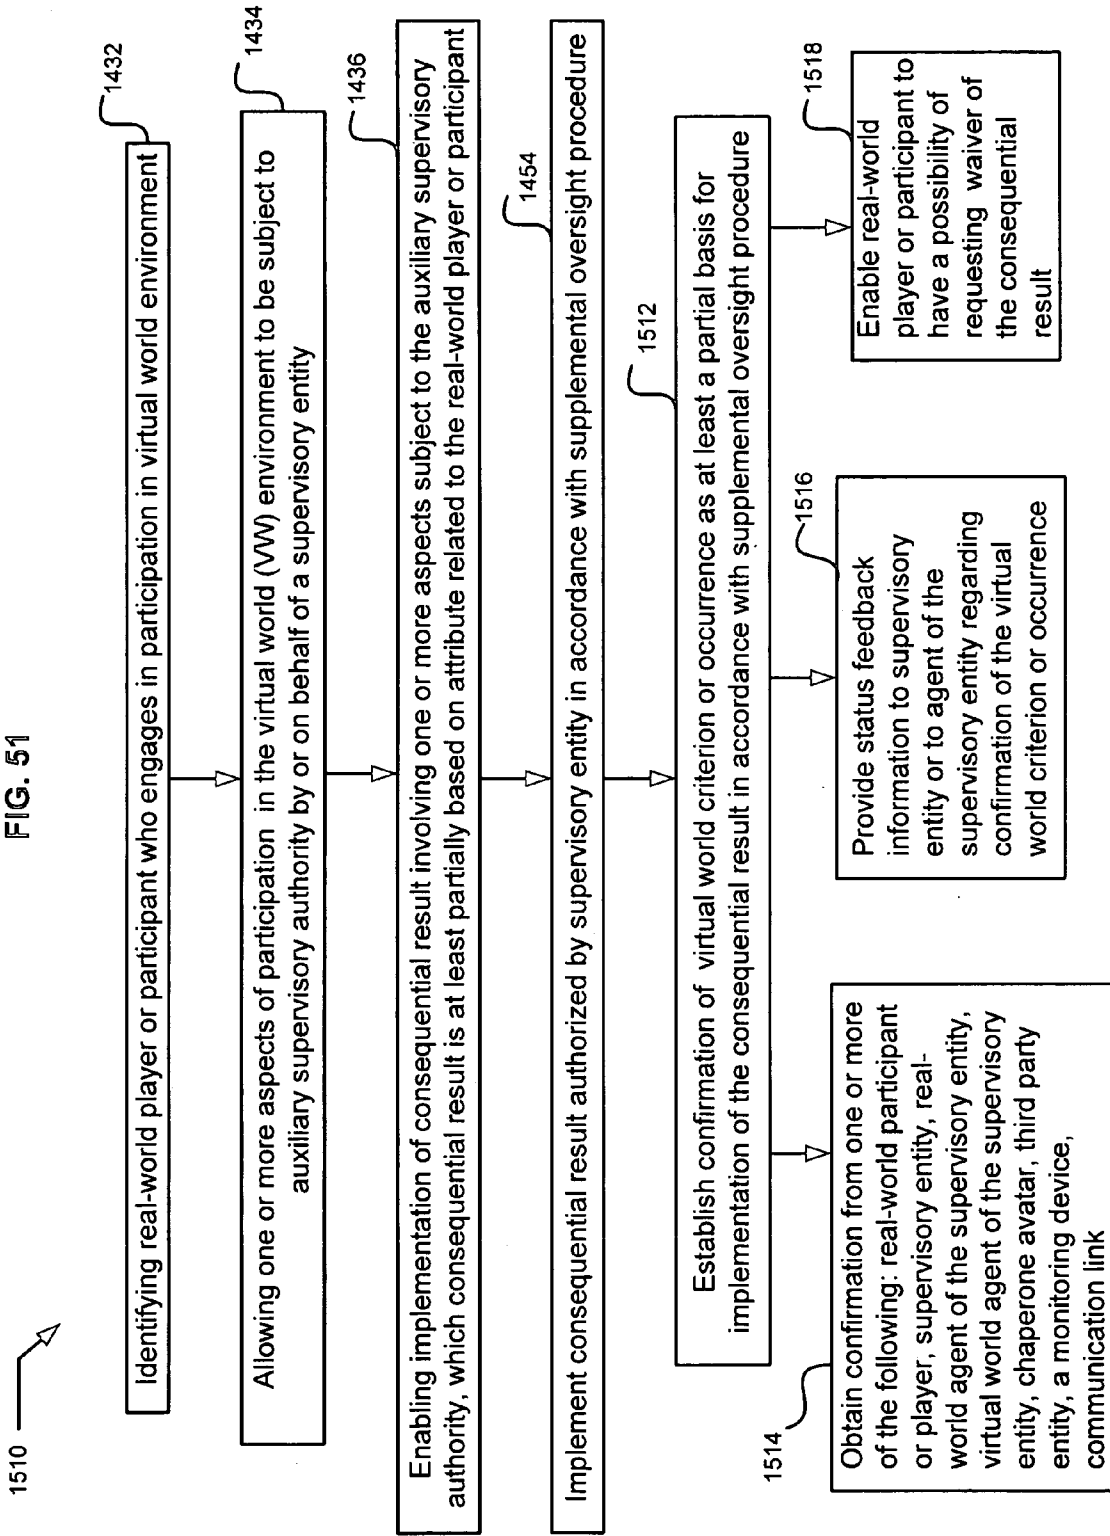 FIG. 51
1510
1432
Identifying real-world player or participant who engages in participation in virtual world environment
1434
Allowing one or more aspects of participation in the virtual world (VW) environment to be subject to
auxiliary supervisory authority by or on behalf of a supervisory entity
1436
Enabling implementation of consequential result involving one or more aspects subject to the auxiliary supervisory
authority, which consequential result is at least partially based on attribute related to the real-world player or participant
1454
Implement consequential result authorized by supervisory entity in accordance with supplemental oversight procedure
1512
Establish confirmation of virtual world criterion or occurrence as at least a partial basis for
implementation of the consequential result in accordance with supplemental oversight procedure
1514
Obtain confirmation from one or more
of the following: real-world participant
or player, supervisory entity, real-
world agent of the supervisory entity,
virtual world agent of the supervisory
entity, chaperone avatar, third party
entity, a monitoring device,
communication link
1516
Provide status feedback
information to supervisory
entity or to agent of the
supervisory entity regarding
confirmation of the virtual
world criterion or occurrence
1518
Enable real-world
player or participant to
have a possibility of
requesting waiver of
the consequential
result